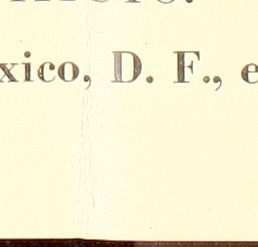 xico, D. F., e